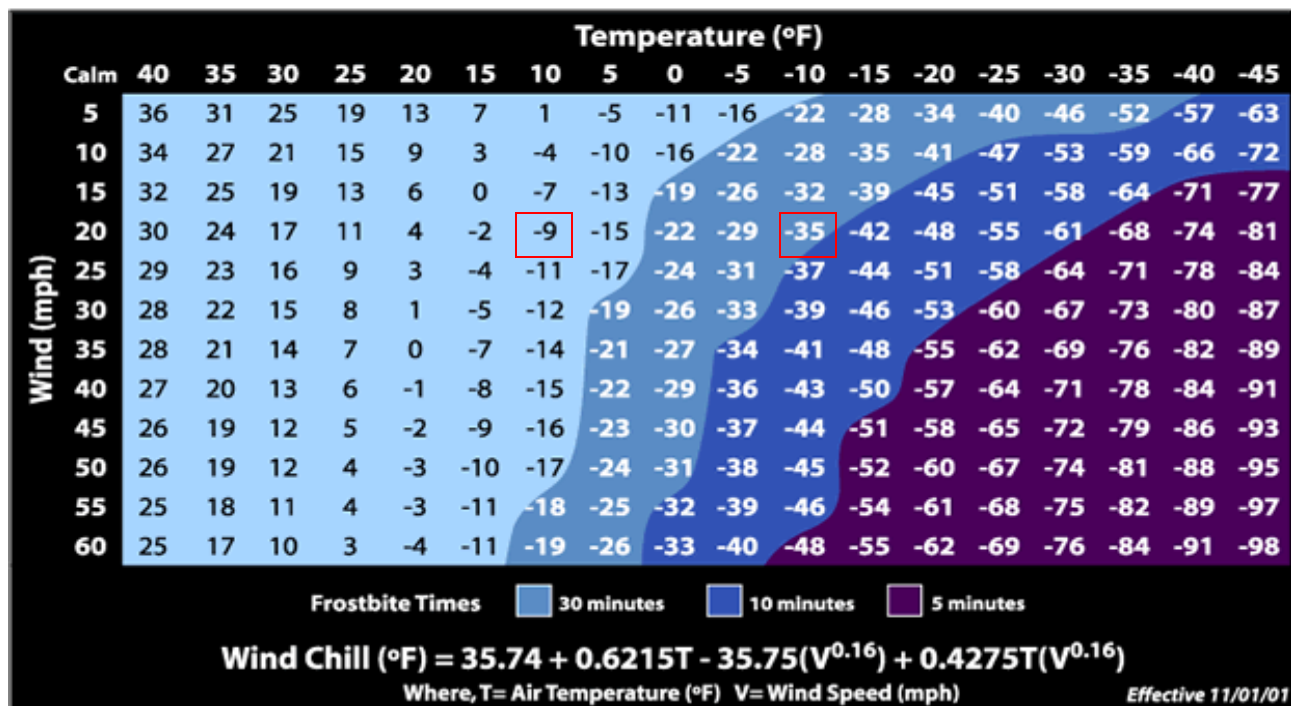 Temperature (ºF)
Calm 40 35 30 25 20 15 10 5 0 -5 -10 -15 -20 -25 -30 -35 -40 -45
5 36 31 25 19 13 7 1 -5 -11 -16 -22 -28 -34 -40 -46 -52 -57 -63
10 34 27 21 15 9 3 -4 -10 -16 -22 -28 -35 -41 -47 -53 -59 -66 -72
15 32 25 19 13 6 0 -7 -13 -19 -26 -32 -39 -45 -51 -58 -64 -71 -77
20 30 24 17 11 4 -2 -9 -15 -22 -29 -35 -42 -48 -55 -61 -68 -74 -81
25 29 23 16 9 3 -4 -11 -17 -24 -31 -37 -44 -51 -58 -64 -71 -78 -84
30 28 22 15 8 1 -5 -12 -19 -26 -33 -39 -46 -53 -60 -67 -73 -80 -87
35 28 21 14 7 0 -7 -14 -21 -27 -34 -41 -48 -55 -62 -69 -76 -82 -89
40 27 20 13 6 -1 -8 -15 -22 -29 -36 -43 -50 -57 -64 -71 -78 -84 -91
45 26 19 12 5 -2 -9 -16 -23 -30 -37 -44 -51 -58 -65 -72 -79 -86 -93
50 26 19 12 4 -3 -10 -17 -24 -31 -38 -45 -52 -60 -67 -74 -81 -88 -95
55 25 18 11 4 -3 -11 -18 -25 -32 -39 -46 -54 -61 -68 -75 -82 -89 -97
60 25 17 10 3 -4 -11 -19 -26 -33 -40 -48 -55 -62 -69 -76 -84 -91 -98
Wind (mph)
Frostbite Times 30 minutes 10 minutes 5 minutes
Wind Chill (ºF) = 35.74 + 0.6215T - 35.75(V^0.16) + 0.4275T(V^0.16)
Where, T= Air Temperature (ºF) V= Wind Speed (mph) Effective 11/01/01